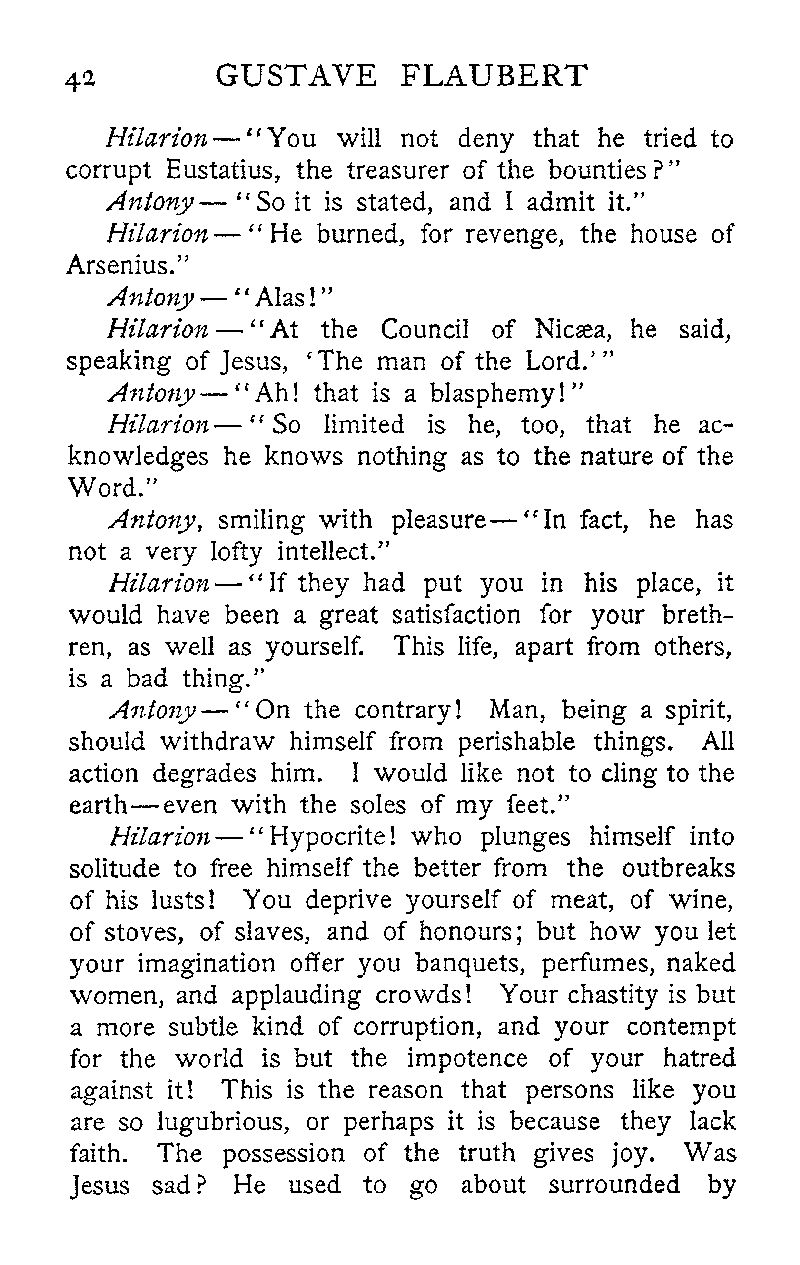 42 GUSTAVE FLAUBERT
Hilarion—"You will not deny that he tried to
corrupt Eustatius, the treasurer of the bounties?"
Antony— "So it is stated, and I admit it."
Hilarion— "He burned, for revenge, the house of
Arsenius."
Antony— "Alas!"
Hilarion— "At the Council of Nicæa, he said,
speaking of Jesus, 'The man of the Lord.'"
Antony— "Ah! that is a blasphemy!"
Hilarion— "So limited is he, too, that he ac-
knowledges he knows nothing as to the nature of the
Word."
Antony, smiling with pleasure—"In fact, he has
not a very lofty intellect."
Hilarion— "If they had put you in his place, it
would have been a great satisfaction for your breth-
ren, as well as yourself. This life, apart from others,
is a bad thing."
Antony— "On the contrary! Man, being a spirit,
should withdraw himself from perishable things. All
action degrades him. I would like not to cling to the
earth—even with the soles of my feet."
Hilarion— "Hypocrite! who plunges himself into
solitude to free himself the better from the outbreaks
of his lusts! You deprive yourself of meat, of wine,
of stoves, of slaves, and of honours; but how you let
your imagination offer you banquets, perfumes, naked
women, and applauding crowds! Your chastity is but
a more subtle kind of corruption, and your contempt
for the world is but the impotence of your hatred
against it! This is the reason that persons like you
are so lugubrious, or perhaps it is because they lack
faith. The possession of the truth gives joy. Was
Jesus sad? He used to go about surrounded by